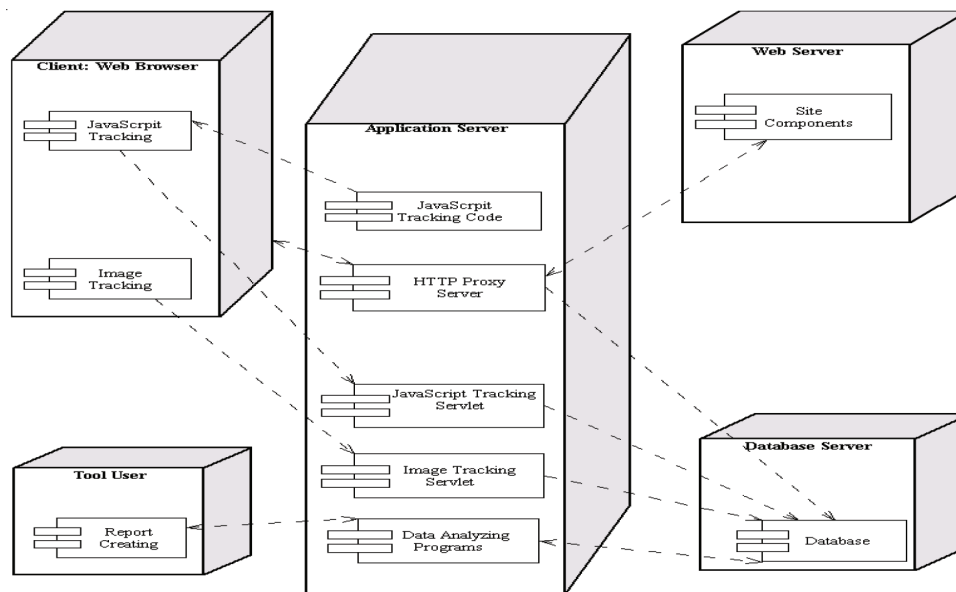 Client: Web Browser
JavaScrpit
Tracking
Image
Tracking
Application Server
JavaScrpit
Tracking Code
HTTP Proxy
Server
JavaScript Tracking
Servlet
Image Tracking
Servlet
Data Analyzing
Programs
Web Server
Site
Components
Tool User
Report
Creating
Database Server
Database